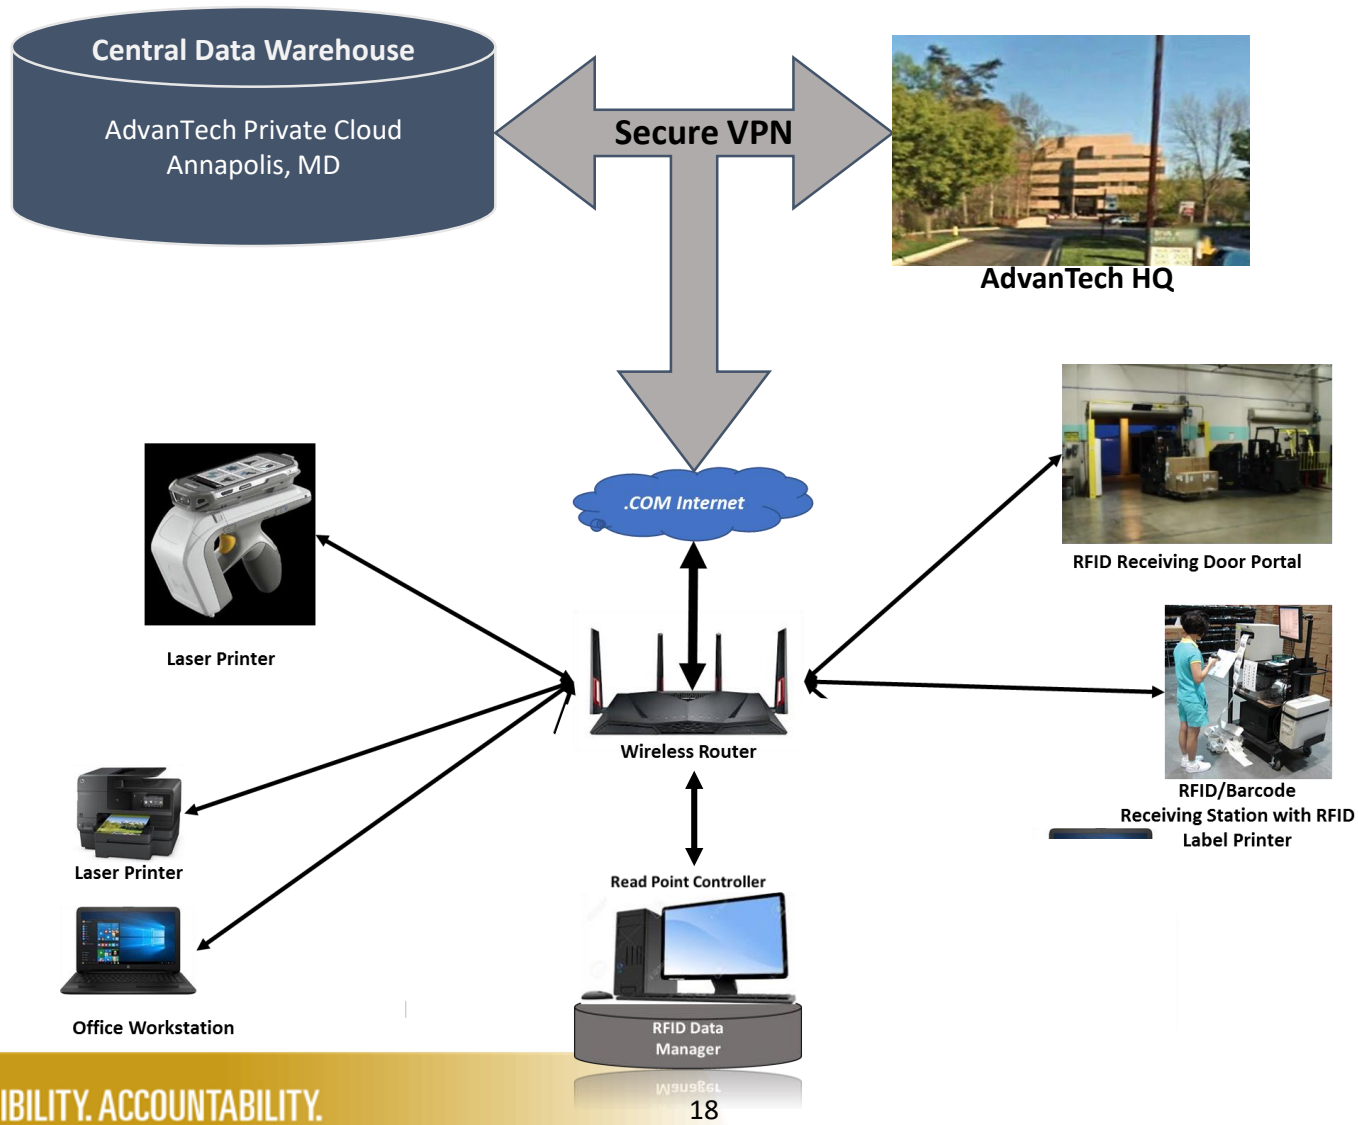 Central Data Warehouse
AdvanTech Private Cloud
Annapolis, MD
Secure VPN
AdvanTech HQ
.COM Internet
RFID Receiving Door Portal
Laser Printer
Wireless Router
RFID/Barcode
Receiving Station with RFID
Label Printer
Laser Printer
Read Point Controller
Office Workstation
RFID Data
Manager
Manager
IBILITY. ACCOUNTABILITY.
18